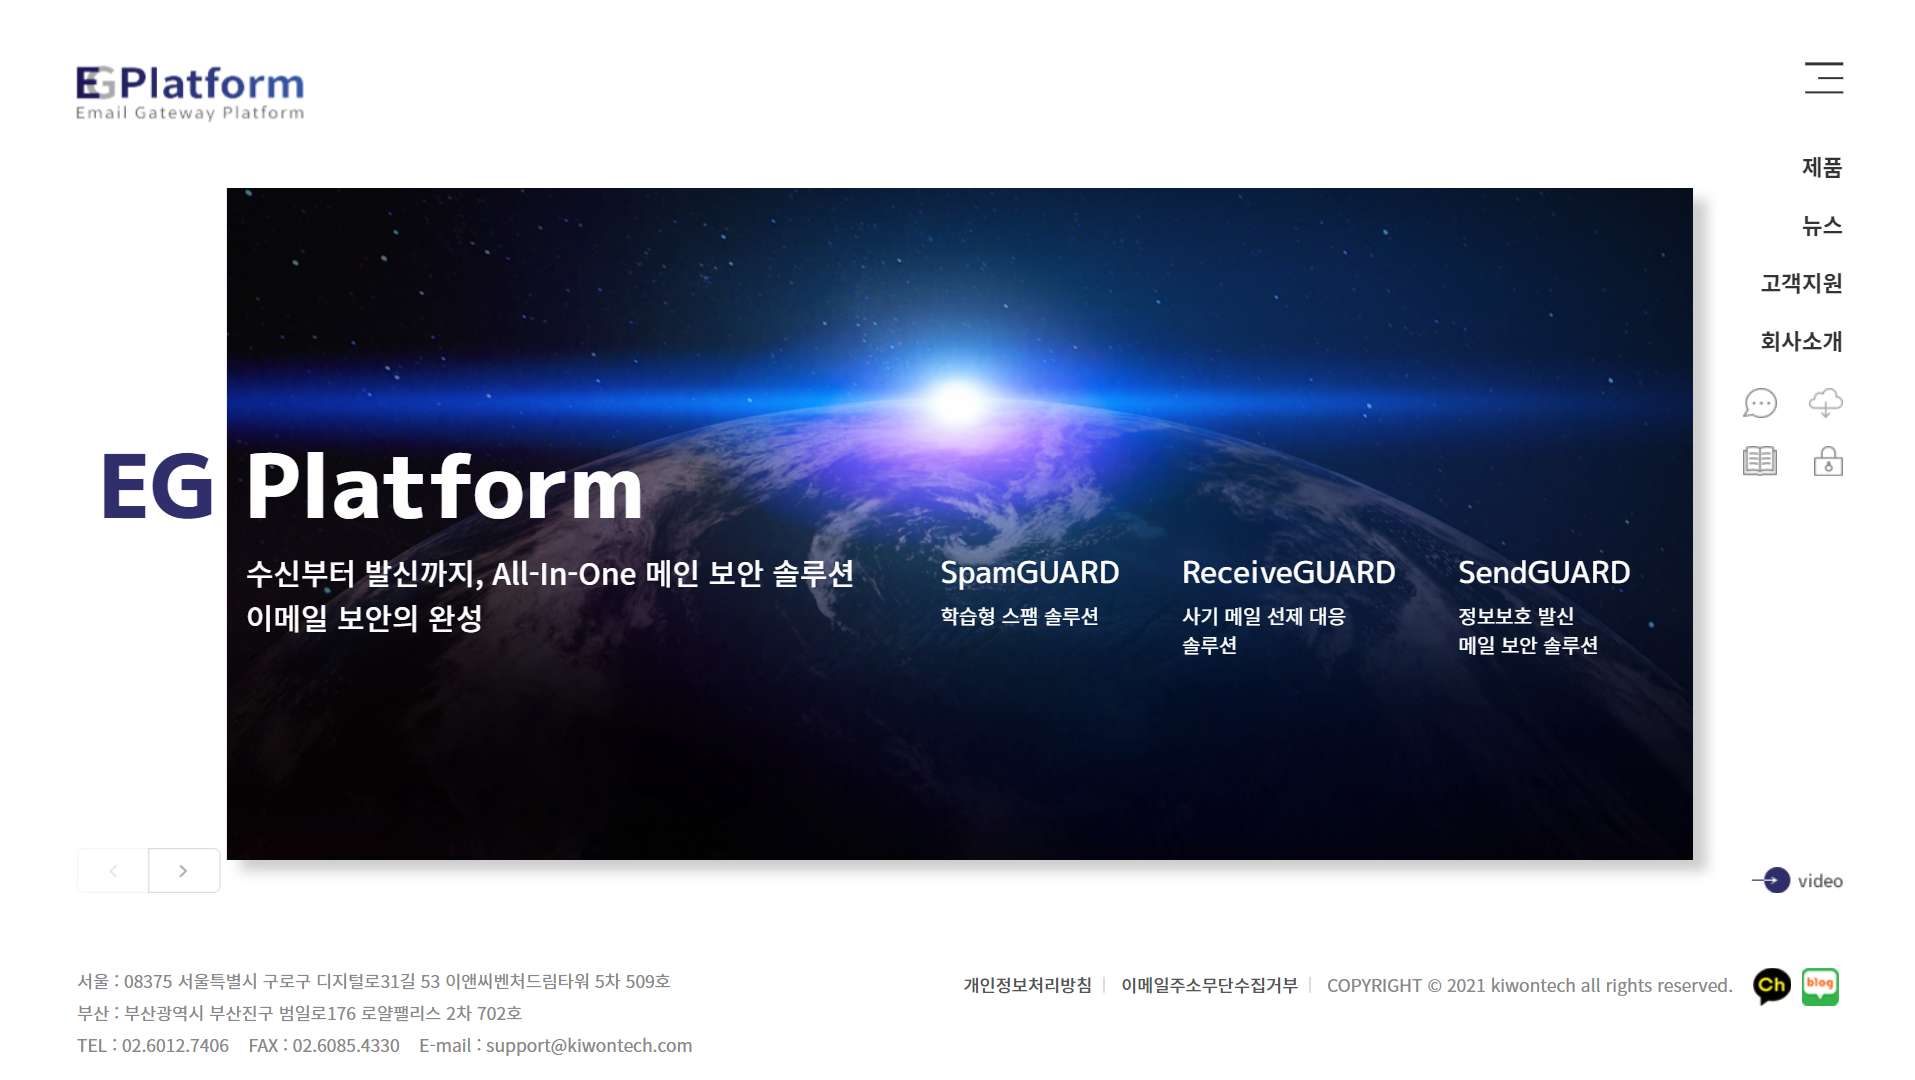 EGPlatform
Email Gateway Platform
제품
뉴스
고객지원
회사소개
EG Platform
수신부터 발신까지, All-In-One 메인 보안 솔루션
이메일 보안의 완성
SpamGUARD
학습형 스팸 솔루션
ReceiveGUARD
사기 메일 선제 대응
솔루션
SendGUARD
정보보호 발신
메일 보안 솔루션
video
서울 : 08375 서울특별시 구로구 디지털로31길 53 이앤씨벤처드림타워 5차 509호
부산 : 부산광역시 부산진구 범일로176 로얄팰리스 2차 702호
TEL : 02.6012.7406 FAX : 02.6085.4330 E-mail : support@kiwontech.com
개인정보처리방침 이메일주소무단수집거부 COPYRIGHT © 2021 kiwontech all rights reserved.
Ch
blog